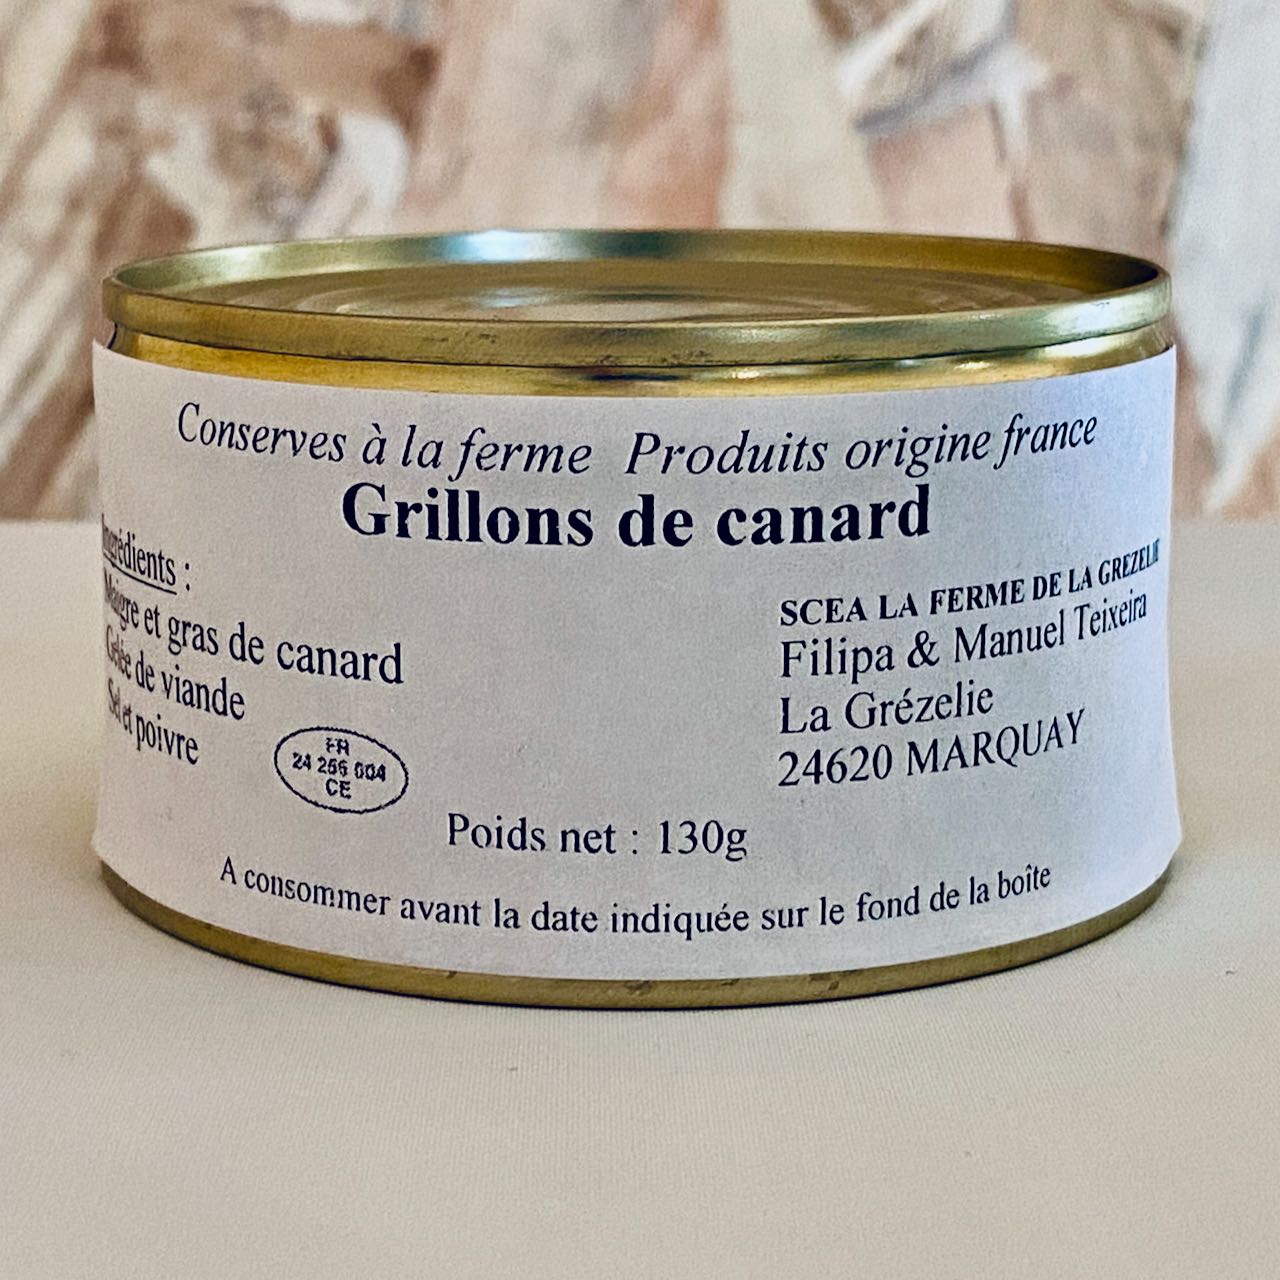 Conserves à la ferme Produits origine france
Grillons de canard
Ingrédients :
Maigre et gras de canard
Gelée de viande
Sel et poivre
FR
24 256 004
CE
SCEA LA FERME DE LA GREZELIE
Filipa & Manuel Teixeira
La Grézelie
24620 MARQUAY
Poids net : 130g
A consommer avant la date indiquée sur le fond de la boîte